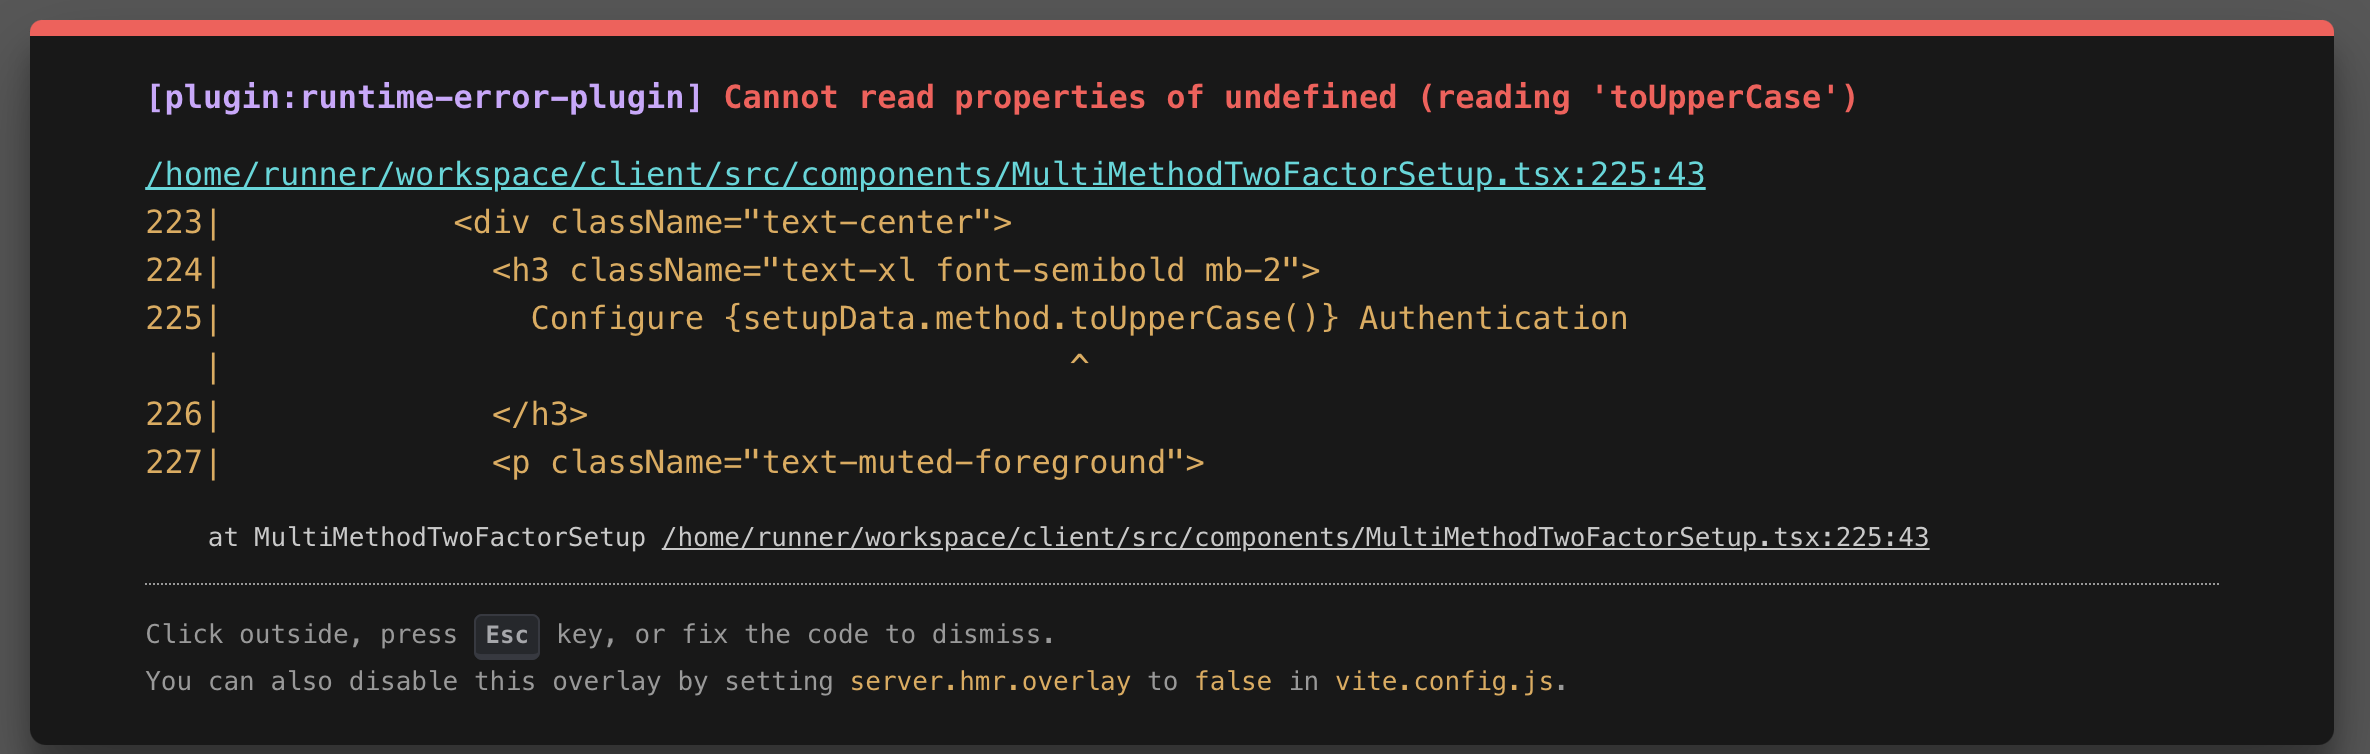 [plugin:runtime-error-plugin] Cannot read properties of undefined (reading 'toUpperCase')
/home/runner/workspace/client/src/components/MultiMethodTwoFactorSetup.tsx:225:43
223|            <div className="text-center">
224|              <h3 className="text-xl font-semibold mb-2">
225|                Configure {setupData.method.toUpperCase()} Authentication
   |                                            ^
226|              </h3>
227|              <p className="text-muted-foreground">
    at MultiMethodTwoFactorSetup /home/runner/workspace/client/src/components/MultiMethodTwoFactorSetup.tsx:225:43
Click outside, press Esc key, or fix the code to dismiss.
You can also disable this overlay by setting server.hmr.overlay to false in vite.config.js.